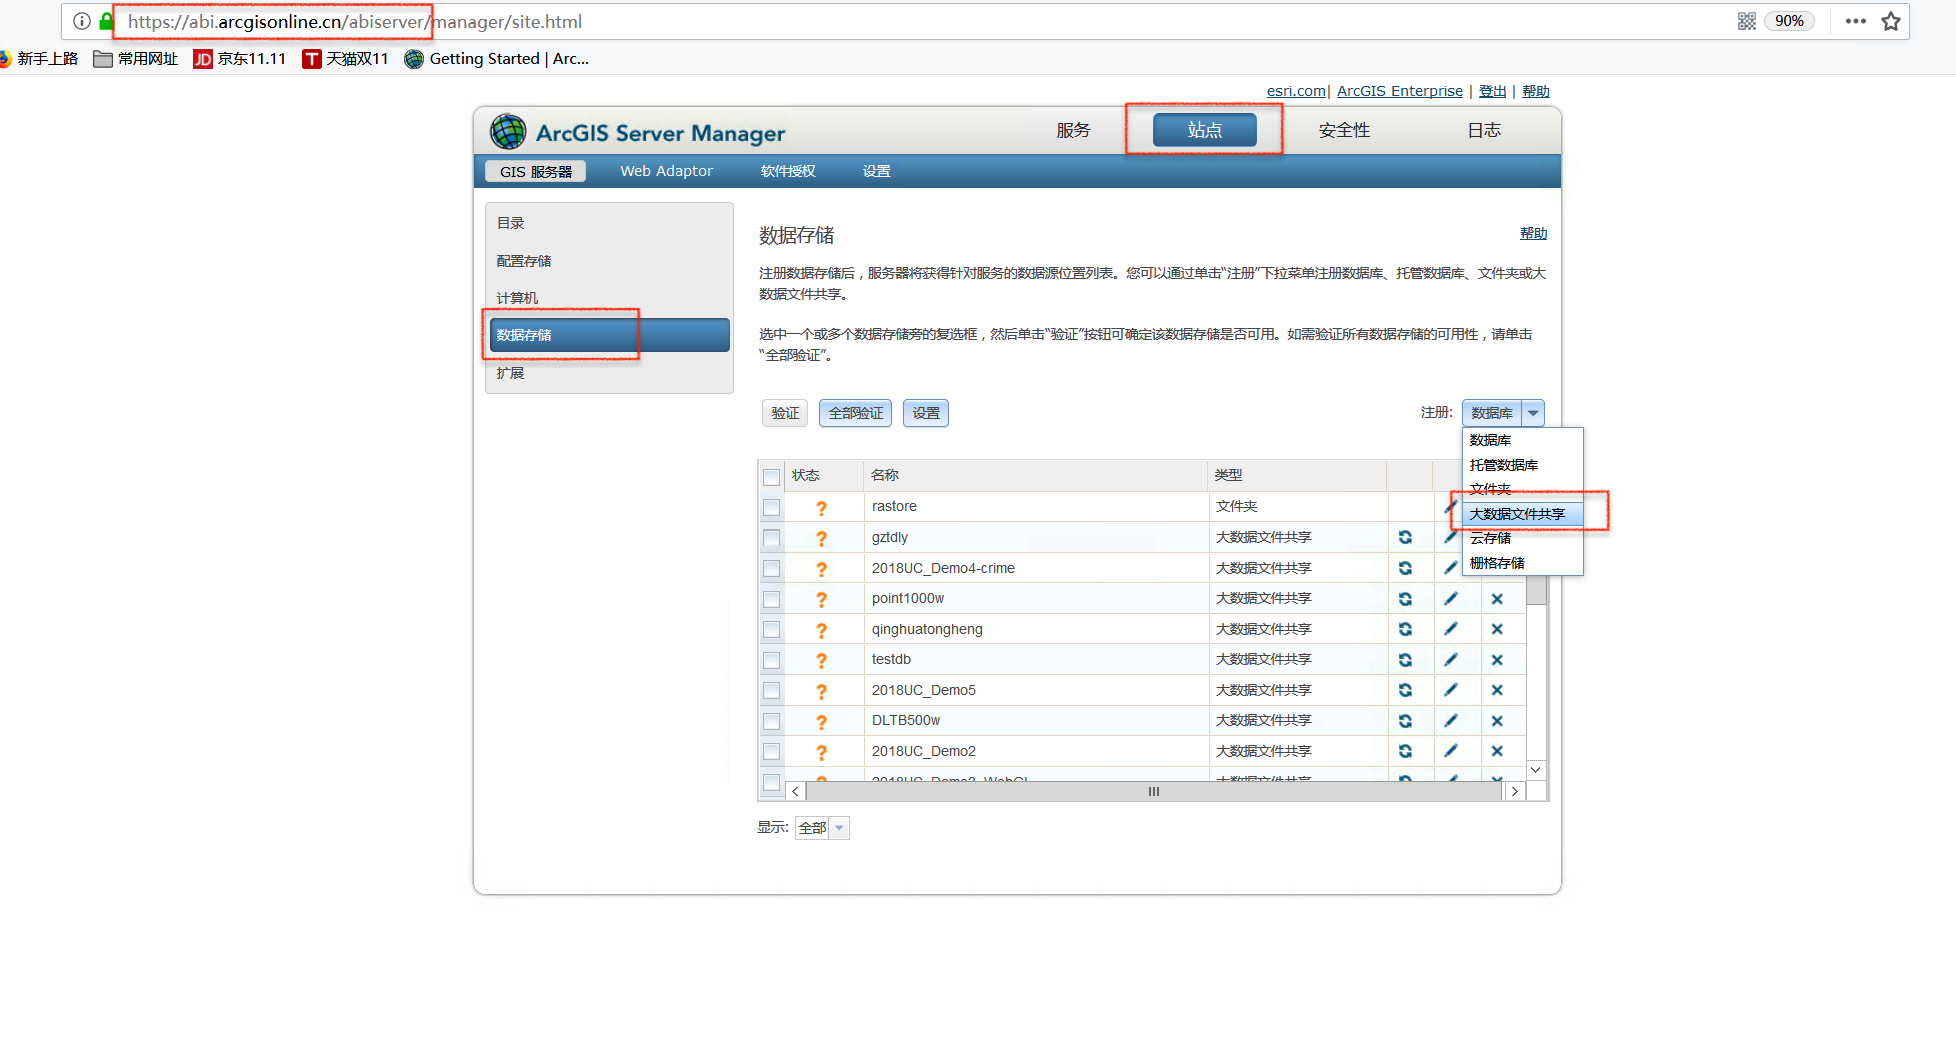 https://abi.arcgisonline.cn/abiserver/manager/site.html 90%
新手上路 常用网址 JD 京东11.11 T 天猫双11 Getting Started | Arc...
esri.com| ArcGIS Enterprise | 登出 | 帮助
ArcGIS Server Manager 服务 站点 安全性 日志
GIS 服务器 Web Adaptor 软件授权 设置
目录
配置存储
计算机
数据存储
扩展
数据存储 帮助
注册数据存储后，服务器将获得针对服务的数据源位置列表。您可以通过单击“注册”下拉菜单注册数据库、托管数据库、文件夹或大
数据文件共享。
选中一个或多个数据存储旁的复选框，然后单击“验证”按钮可确定该数据存储是否可用。如需验证所有数据存储的可用性，请单击
“全部验证”。
验证 全部验证 设置 注册: 数据库
数据库
托管数据库
文件夹
大数据文件共享
云存储
栅格存储
状态 名称 类型
? rastore 文件夹
? gztdly 大数据文件共享
? 2018UC_Demo4-crime 大数据文件共享
? point1000w 大数据文件共享
? qinghuatongheng 大数据文件共享
? testdb 大数据文件共享
? 2018UC_Demo5 大数据文件共享
? DLTB500w 大数据文件共享
? 2018UC_Demo2 大数据文件共享
? 2018UC_Demo3_WebGL 大数据文件共享
显示: 全部